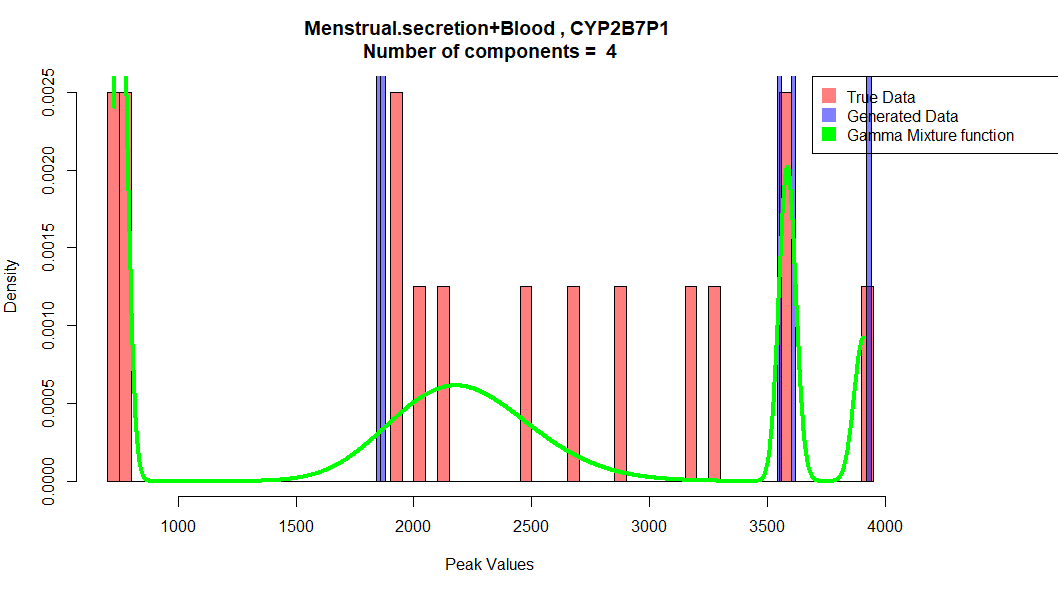 Menstrual.secretion+Blood , CYP2B7P1
Number of components =  4
True Data
Generated Data
Gamma Mixture function
Density
0.0025
0.0020
0.0015
0.0010
0.0005
0.0000
1000 1500 2000 2500 3000 3500 4000
Peak Values